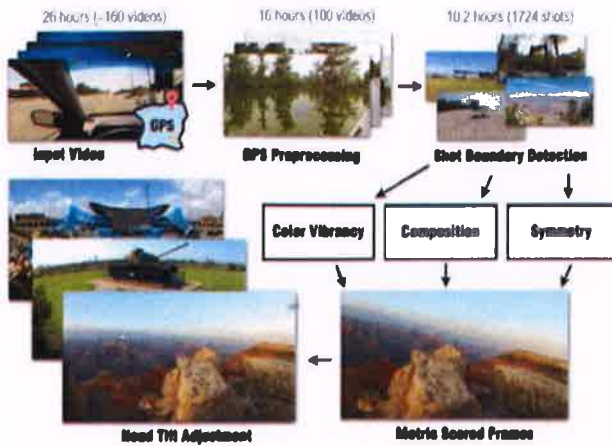 26 hours (~160 videos)
16 hours (100 videos)
10.2 hours (1724 shots)
GPS
Input Video
GPS Preprocessing
Shot Boundary Detection
Color Vibrancy
Composition
Symmetry
Head Tilt Adjustment
Metric Scored Frames